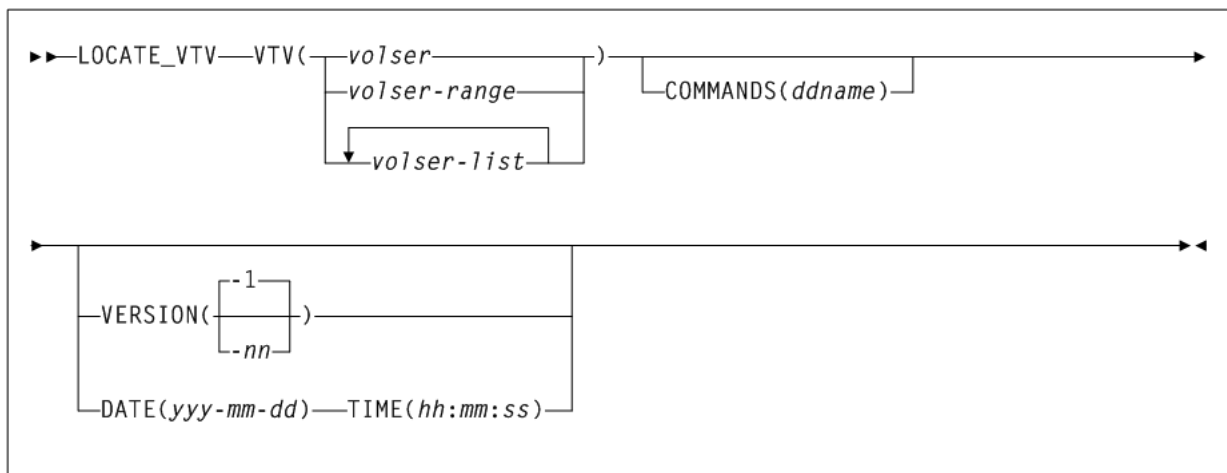 LOCATE_VTV VTV( volser )
volser-range COMMANDS(ddname)
volser-list
-1
VERSION( )
-nn
DATE(yyy-mm-dd) TIME(hh:mm:ss)